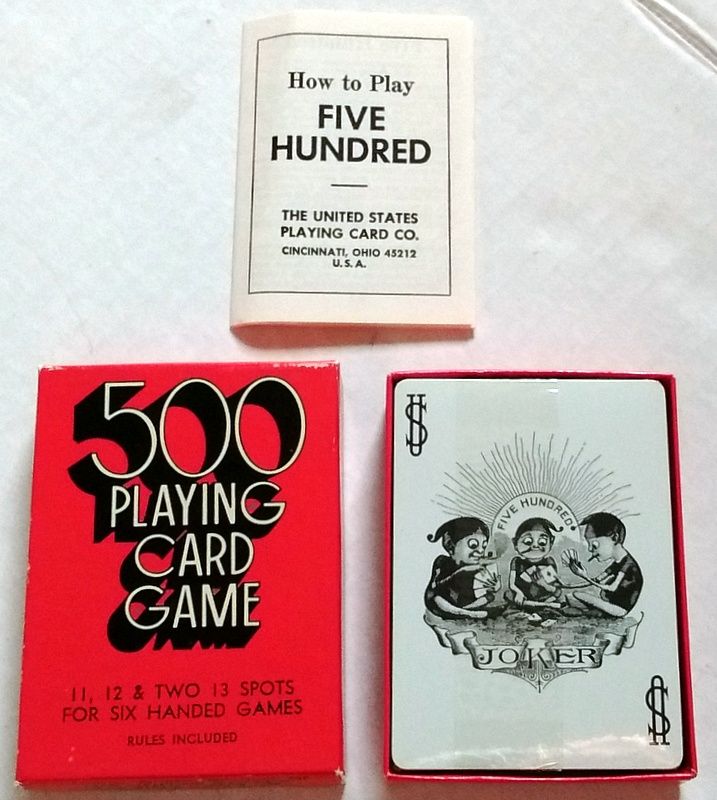 How to Play
FIVE
HUNDRED
THE UNITED STATES
PLAYING CARD CO.
CINCINNATI, OHIO 45212
U.S.A.
500
PLAYING
CARD
GAME
11, 12 & TWO 13 SPOTS
FOR SIX HANDED GAMES
RULES INCLUDED
FIVE HUNDRED
JOKER